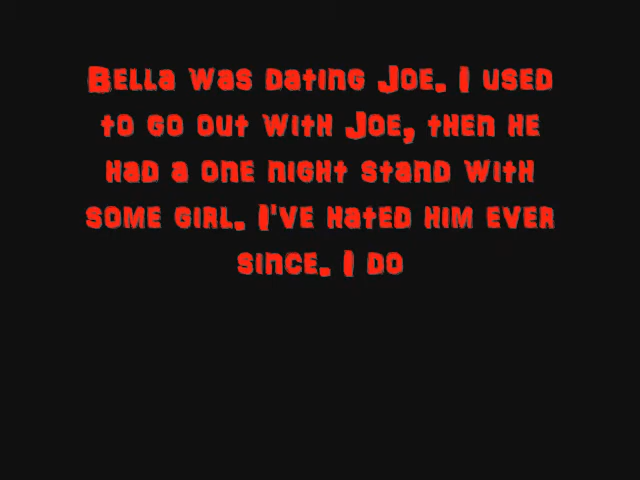 Bella was dating Joe. I used
to go out with Joe, then he
had a one night stand with
some girl. I've hated him ever
since. I do